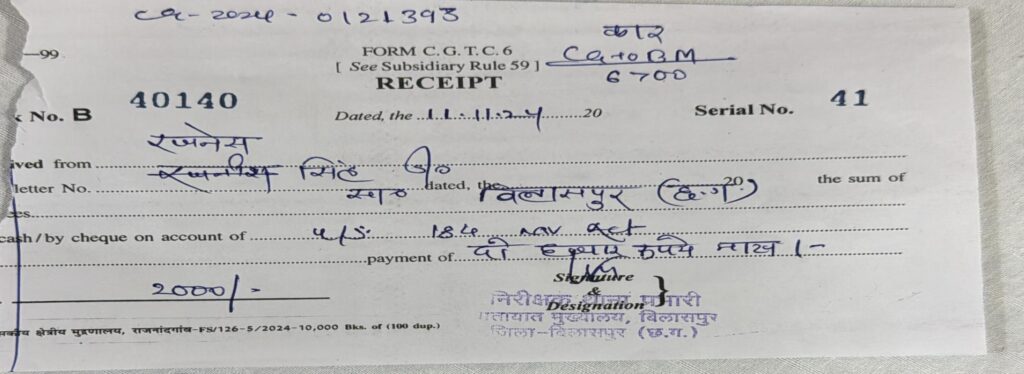 CG-2024-0121393
कार
—99
FORM C.G.T.C. 6
CG10BM
[ See Subsidiary Rule 59 ]
6700
RECEIPT
No. B 40140 Dated, the 11.11.24 20 Serial No. 41
रजनेस
ived from रजनीश सिंह
letter No. dated, the 20 the sum of
बिलासपुर (छ.ग.)
cash / by cheque on account of u/s. 184 MV Act
payment of दो हजार रूपये मात्र /-
Signature
2000/-
&
Designation
निरीक्षक थाना प्रभारी
यातायात मुख्यालय, बिलासपुर
जिला-बिलासपुर (छ.ग.)
क्षेत्रीय मुद्रणालय, राजनांदगांव-FS/126-5/2024-10,000 Bks. of (100 dup.)